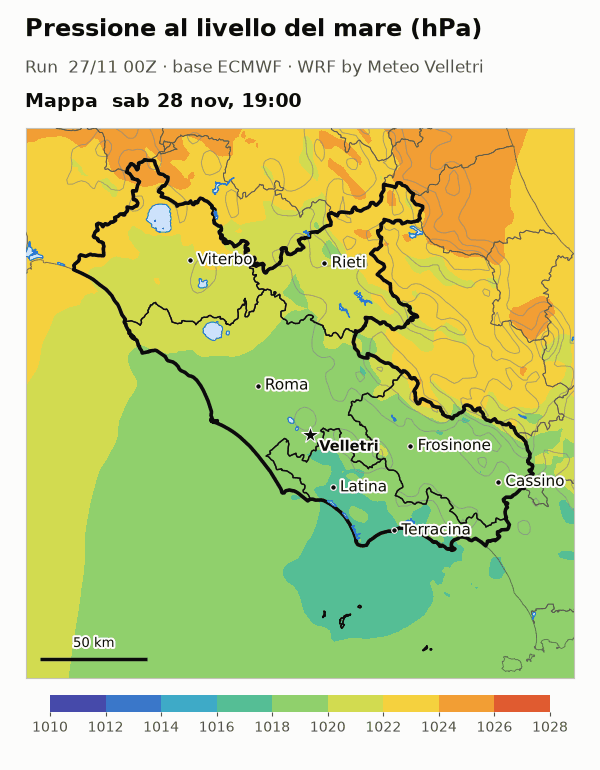 Pressione al livello del mare (hPa)
Run  27/11 00Z · base ECMWF · WRF by Meteo Velletri
Mappa  sab 28 nov, 19:00
Viterbo
Rieti
Roma
Velletri
Frosinone
Latina
Cassino
Terracina
50 km
1010 1012 1014 1016 1018 1020 1022 1024 1026 1028